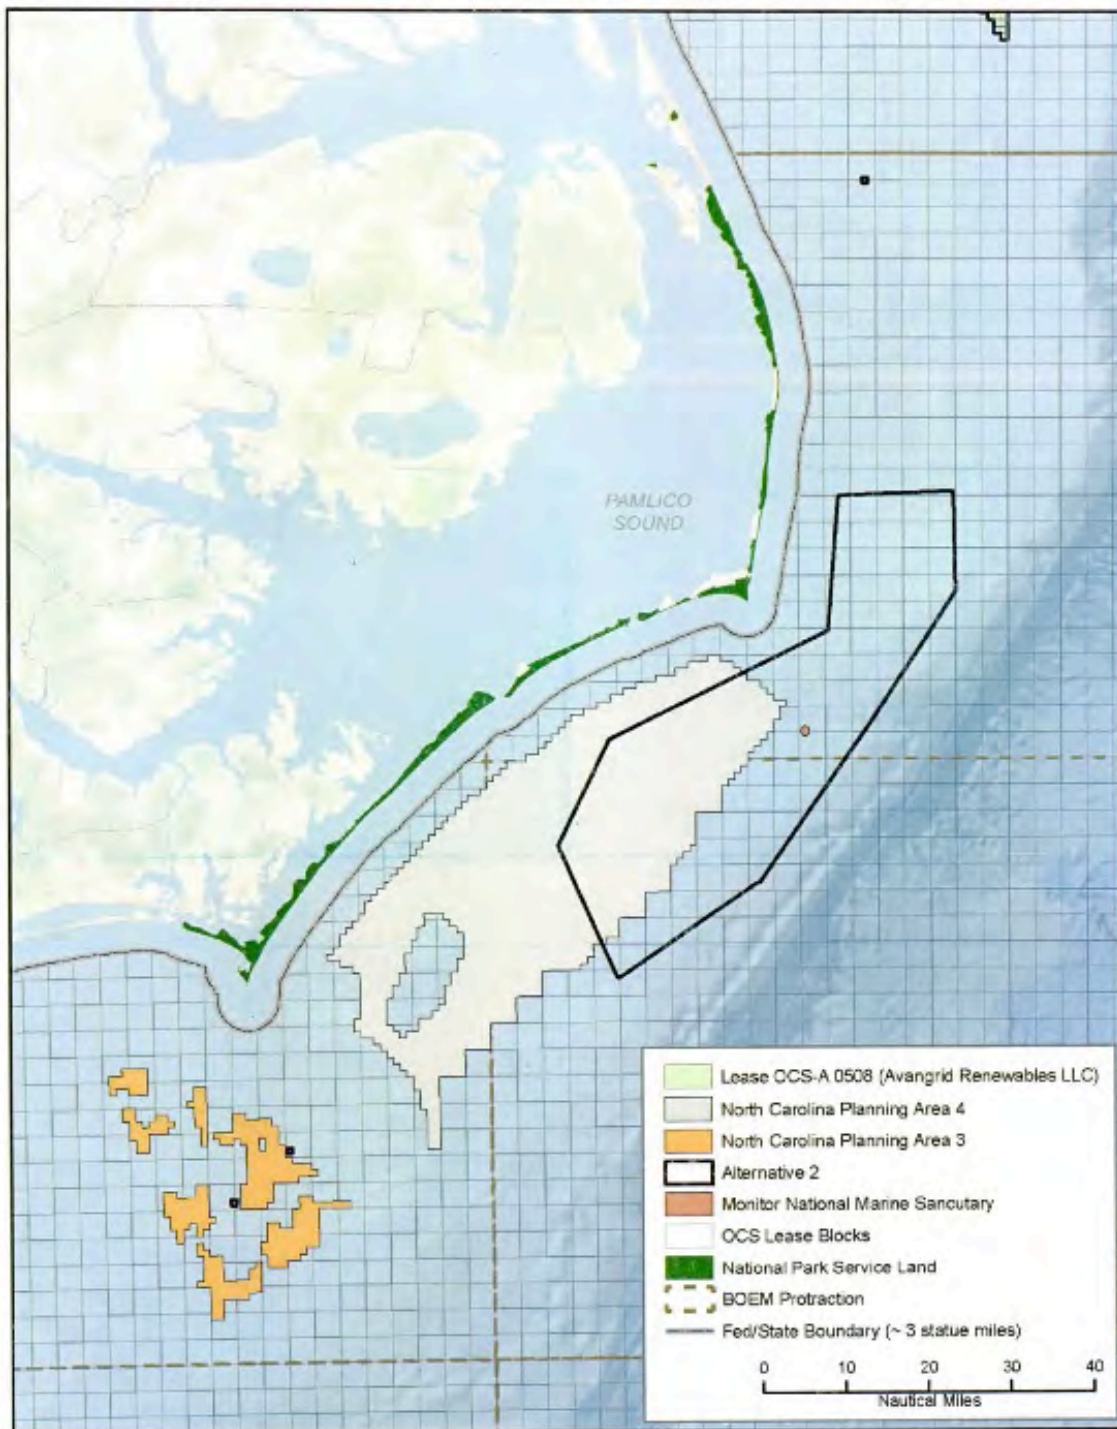 PAMLICO
SOUND
Lease OCS-A 0508 (Avangrid Renewables LLC)
North Carolina Planning Area 4
North Carolina Planning Area 3
Alternative 2
Monitor National Marine Sancutary
OCS Lease Blocks
National Park Service Land
BOEM Protraction
Fed/State Boundary (~ 3 statue miles)
0 10 20 30 40
Nautical Miles